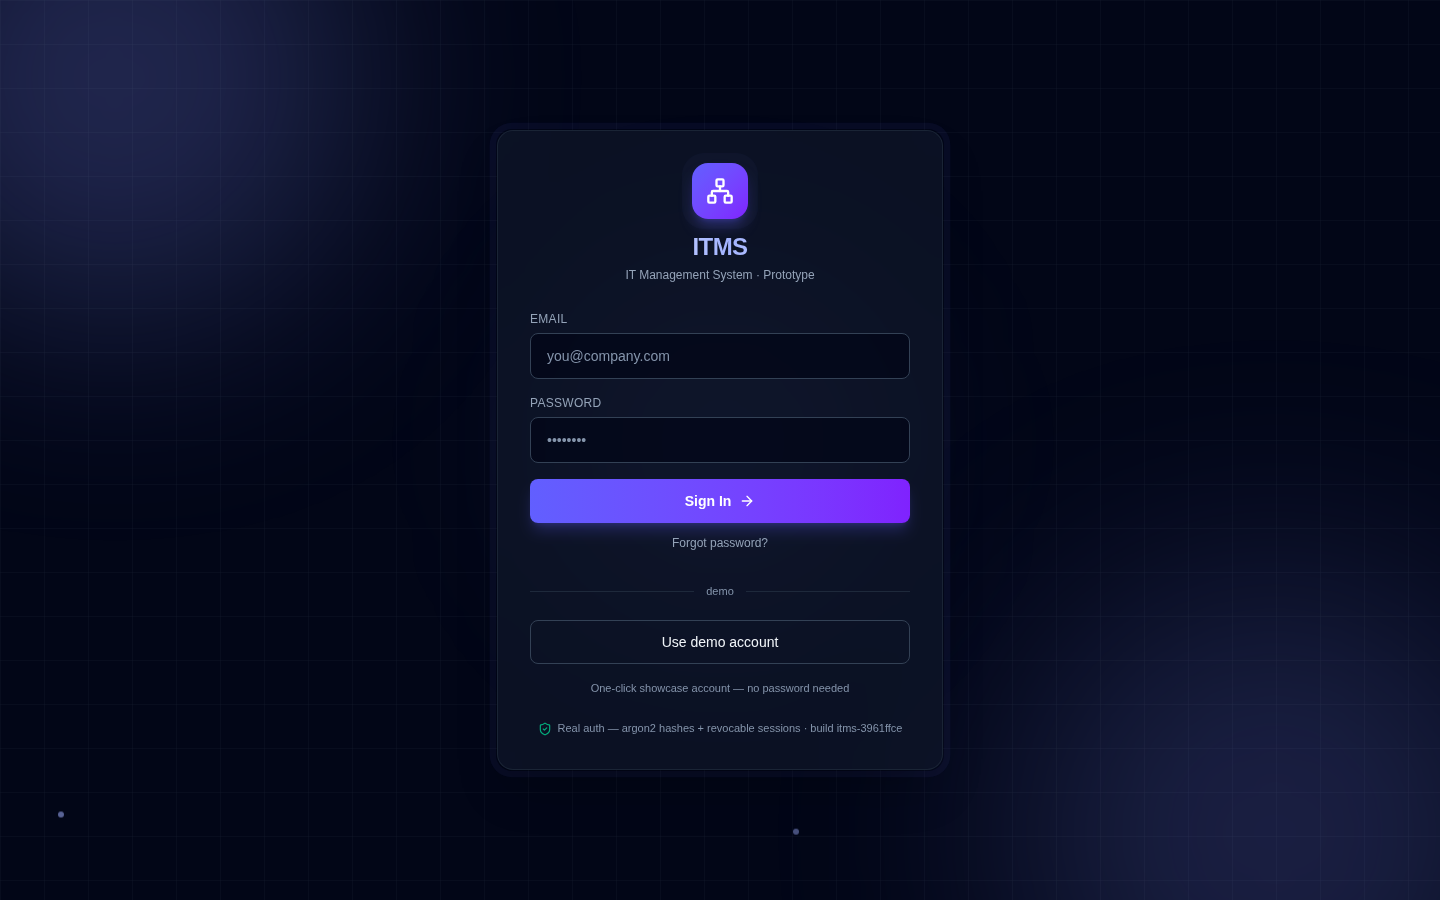 ITMS
IT Management System · Prototype
EMAIL
you@company.com
PASSWORD
••••••••
Sign In
Forgot password?
demo
Use demo account
One-click showcase account — no password needed
Real auth — argon2 hashes + revocable sessions · build itms-3961ffce